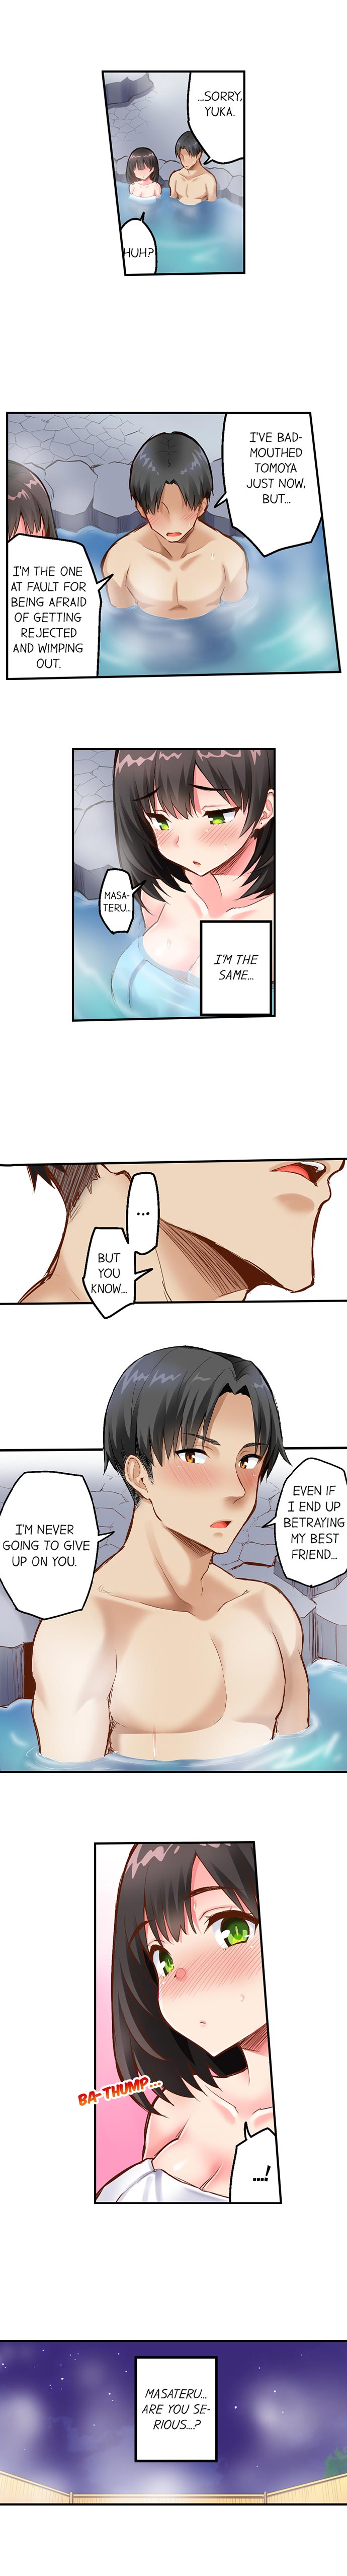 ...SORRY,
YUKA.
HUH?
I'VE BAD-
MOUTHED
TOMOYA
JUST NOW,
BUT...
I'M THE ONE
AT FAULT FOR
BEING AFRAID
OF GETTING
REJECTED
AND WIMPING
OUT.
MASA-
TERU...
I'M THE
SAME...
...
BUT
YOU
KNOW...
EVEN IF
I END UP
BETRAYING
MY BEST
FRIEND...
I'M NEVER
GOING TO GIVE
UP ON YOU.
BA-THUMP...
...!
MASATERU...
ARE YOU SE-
RIOUS...?